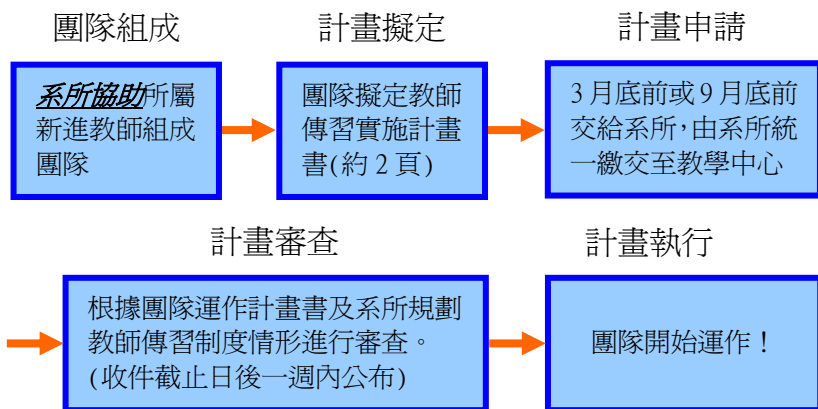 團隊組成
計畫擬定
計畫申請
系所協助所屬
新進教師組成
團隊
團隊擬定教師
傳習實施計畫
書(約2頁)
3月底前或9月底前
交給系所，由系所統
一繳交至教學中心
計畫審查
計畫執行
根據團隊運作計畫書及系所規劃
教師傳習制度情形進行審查。
(收件截止日後一週內公布)
團隊開始運作！